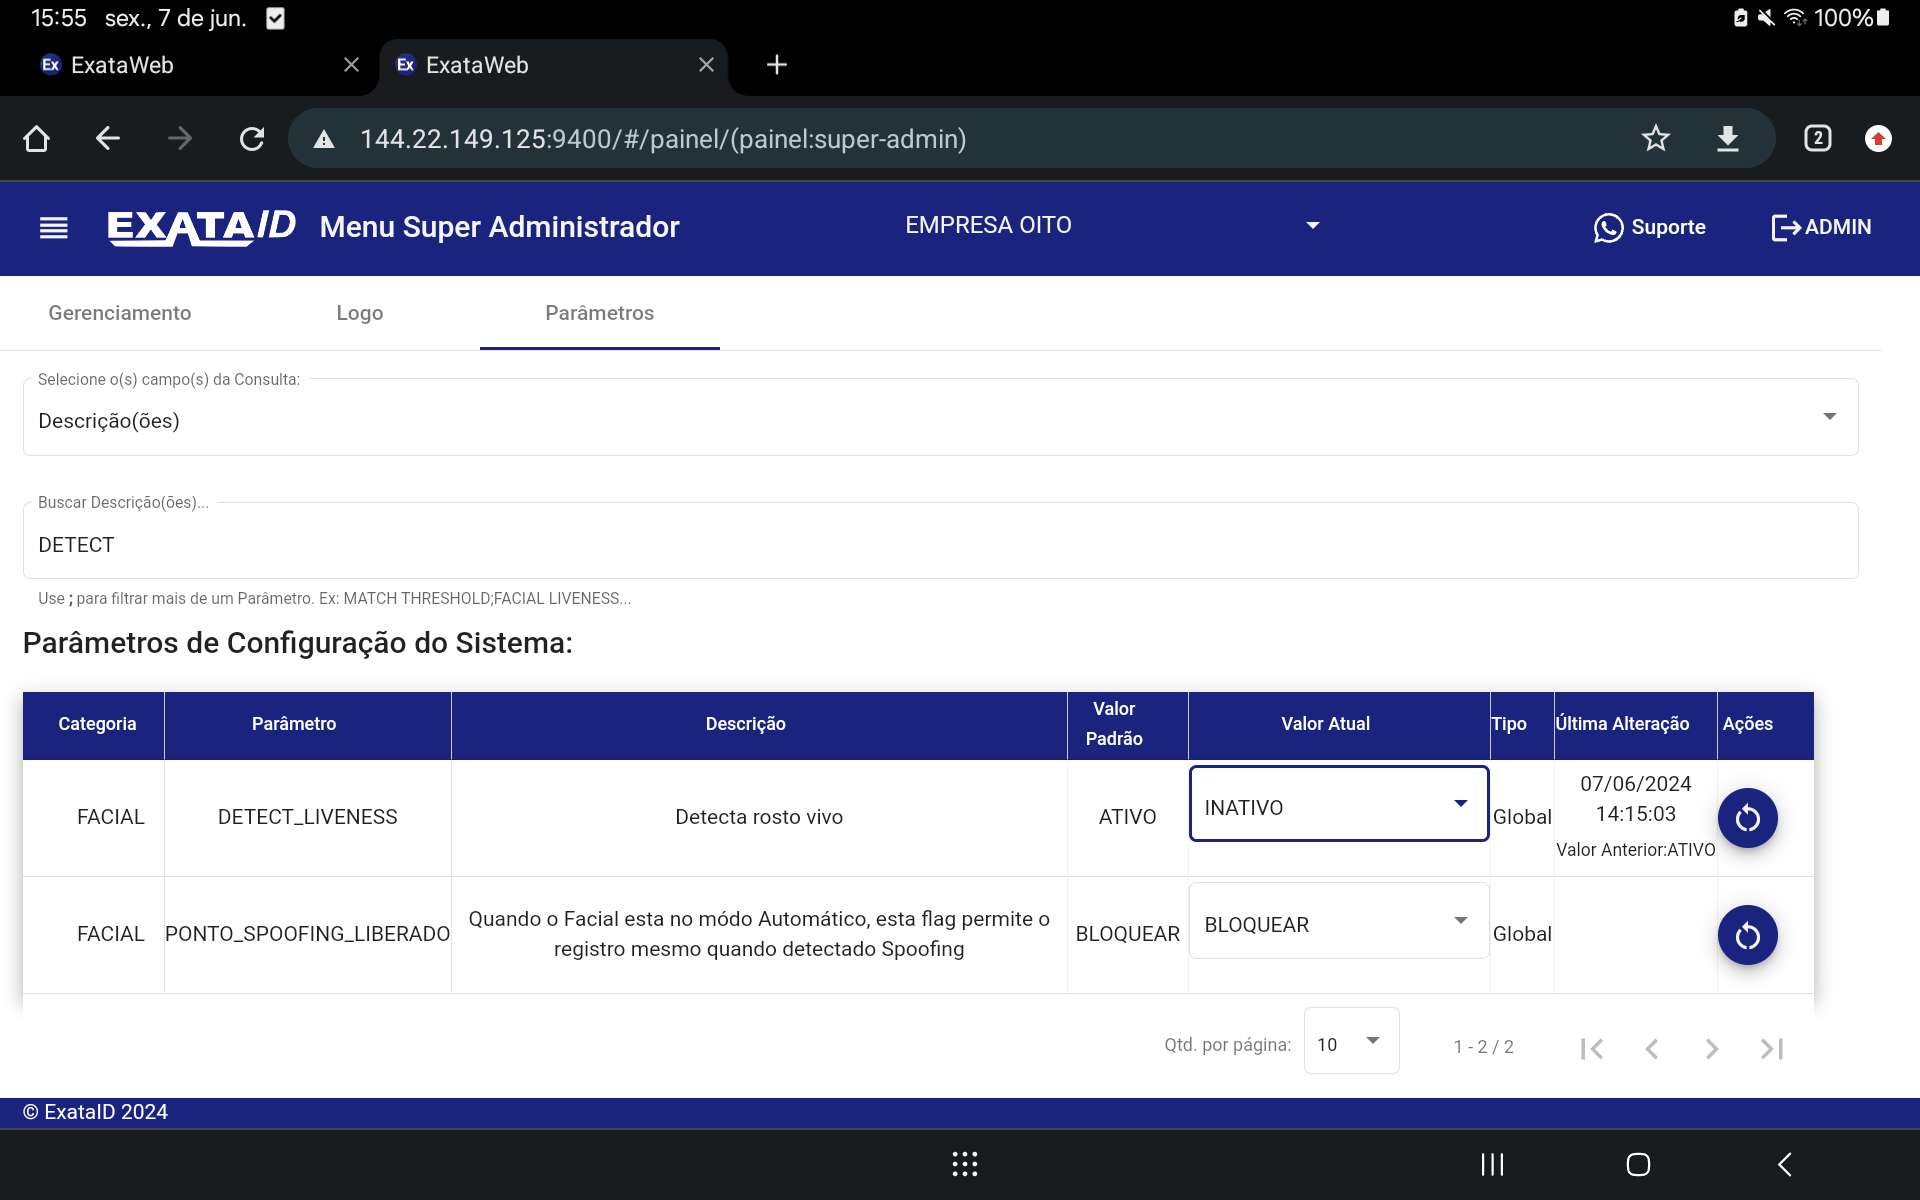 15:55 sex., 7 de jun.
100%
Ex ExataWeb
Ex ExataWeb
144.22.149.125:9400/#/painel/(painel:super-admin)
2
EXATAID Menu Super Administrador
EMPRESA OITO
Suporte
ADMIN
Gerenciamento
Logo
Parâmetros
Selecione o(s) campo(s) da Consulta:
Descrição(ões)
Buscar Descrição(ões)...
DETECT
Use ; para filtrar mais de um Parâmetro. Ex: MATCH THRESHOLD;FACIAL LIVENESS...
Parâmetros de Configuração do Sistema:
Categoria
Parâmetro
Descrição
Valor
Padrão
Valor Atual
Tipo
Última Alteração
Ações
FACIAL
DETECT_LIVENESS
Detecta rosto vivo
ATIVO
INATIVO
Global
07/06/2024
14:15:03
Valor Anterior:ATIVO
FACIAL
PONTO_SPOOFING_LIBERADO
Quando o Facial esta no módo Automático, esta flag permite o
registro mesmo quando detectado Spoofing
BLOQUEAR
BLOQUEAR
Global
Qtd. por página:
10
1 - 2 / 2
© ExataID 2024